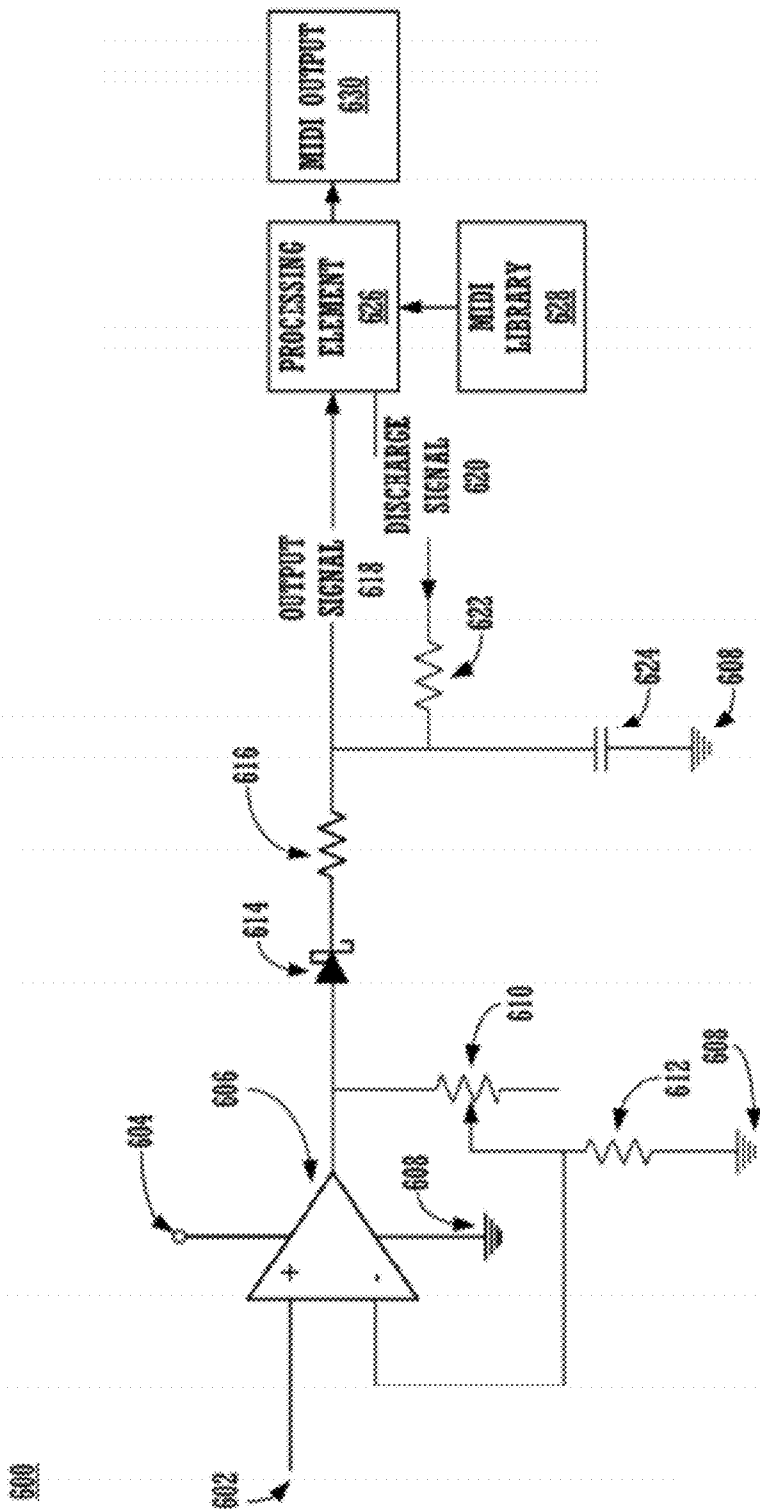 600
602
604
606
608
610
612
608
614
616
OUTPUT
SIGNAL
618
622
624
608
DISCHARGE
SIGNAL
620
PROCESSING
ELEMENT
626
MIDI
LIBRARY
628
MIDI OUTPUT
630
+
-